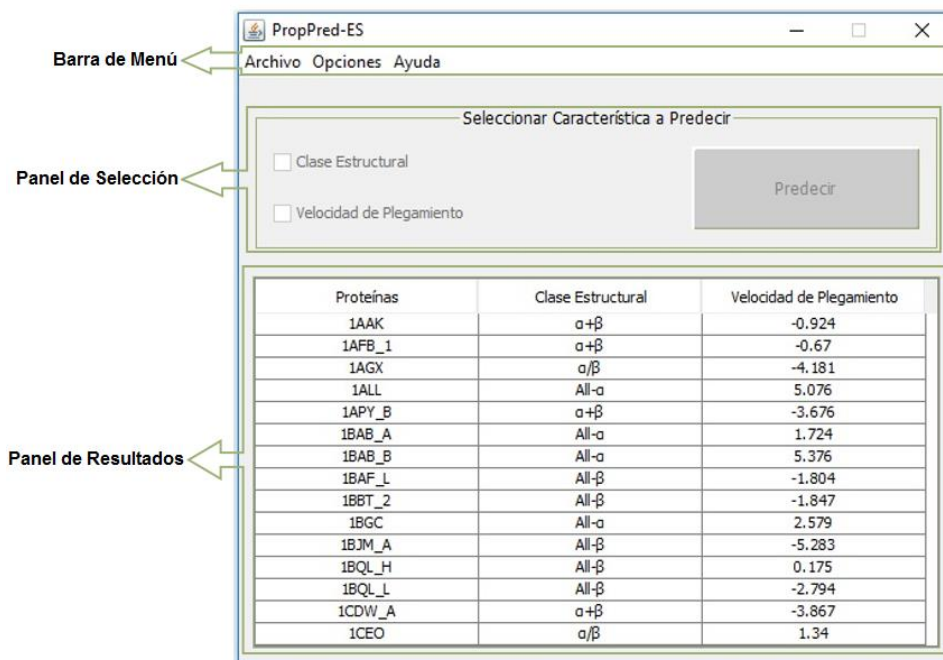 PropPred-ES
Barra de Menú
Archivo Opciones Ayuda
Seleccionar Característica a Predecir
Clase Estructural
Panel de Selección
Predecir
Velocidad de Plegamiento
Proteínas Clase Estructural Velocidad de Plegamiento
1AAK α+β -0.924
1AFB_1 α+β -0.67
1AGX α/β -4.181
1ALL All-α 5.076
1APY_B α+β -3.676
1BAB_A All-α 1.724
Panel de Resultados
1BAB_B All-α 5.376
1BAF_L All-β -1.804
1BBT_2 All-β -1.847
1BGC All-α 2.579
1BJM_A All-β -5.283
1BQL_H All-β 0.175
1BQL_L All-β -2.794
1CDW_A α+β -3.867
1CEO α/β 1.34